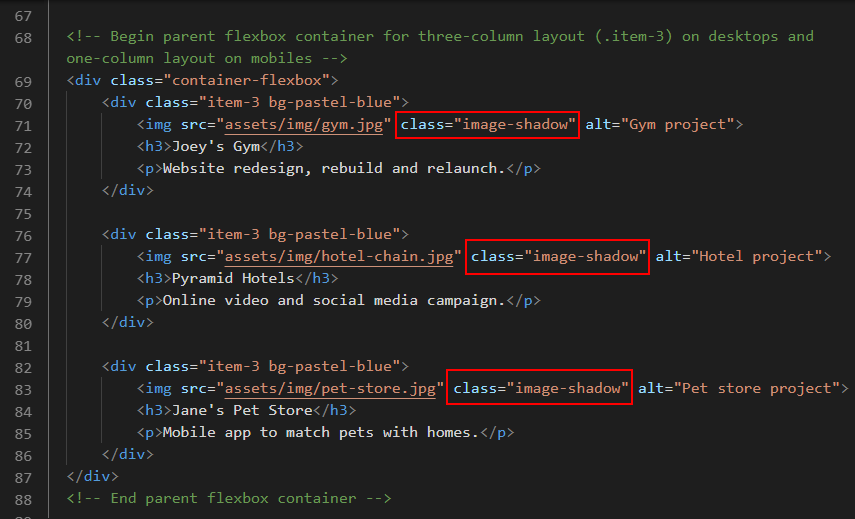 67
68 <!-- Begin parent flexbox container for three-column layout (.item-3) on desktops and
one-column layout on mobiles -->
69 <div class="container-flexbox">
70 <div class="item-3 bg-pastel-blue">
71 <img src="assets/img/gym.jpg" class="image-shadow" alt="Gym project">
72 <h3>Joey's Gym</h3>
73 <p>Website redesign, rebuild and relaunch.</p>
74 </div>
75
76 <div class="item-3 bg-pastel-blue">
77 <img src="assets/img/hotel-chain.jpg" class="image-shadow" alt="Hotel project">
78 <h3>Pyramid Hotels</h3>
79 <p>Online video and social media campaign.</p>
80 </div>
81
82 <div class="item-3 bg-pastel-blue">
83 <img src="assets/img/pet-store.jpg" class="image-shadow" alt="Pet store project">
84 <h3>Jane's Pet Store</h3>
85 <p>Mobile app to match pets with homes.</p>
86 </div>
87 </div>
88 <!-- End parent flexbox container -->